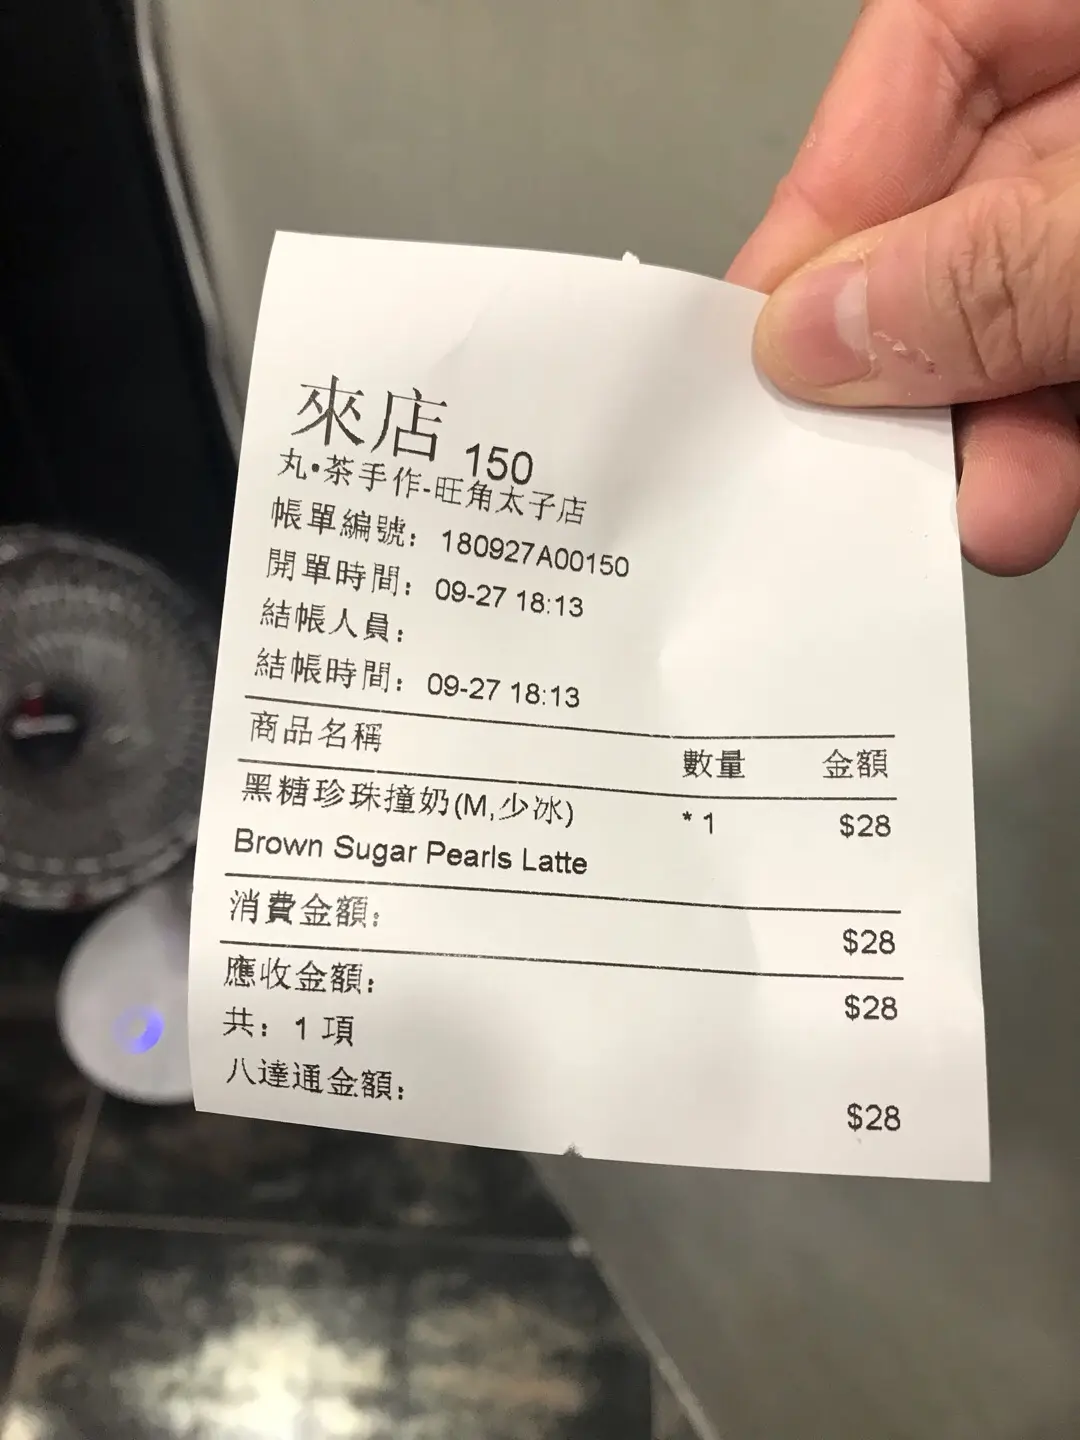 來店 150
丸•茶手作-旺角太子店
帳單編號: 180927A00150
開單時間: 09-27 18:13
結帳人員:
結帳時間: 09-27 18:13
商品名稱 數量 金額
黑糖珍珠撞奶(M,少冰) * 1 $28
Brown Sugar Pearls Latte
消費金額: $28
應收金額: $28
共: 1 項
八達通金額: $28